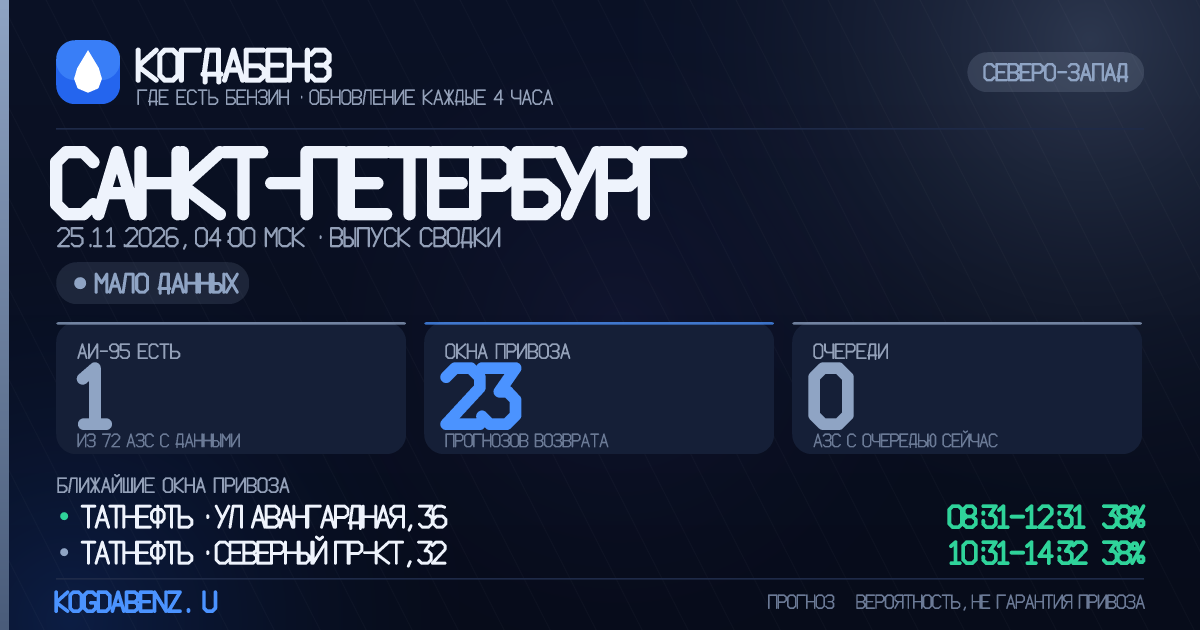 КОГДАБЕНЗ
ГДЕ ЕСТЬ БЕНЗИН · ОБНОВЛЕНИЕ КАЖДЫЕ 4 ЧАСА
СЕВЕРО-ЗАПАД
САНКТ-ПЕТЕРБУРГ
25.11.2026, 04:00 МСК · ВЫПУСК СВОДКИ
• МАЛО ДАННЫХ
АИ-95 ЕСТЬ
1
ИЗ 72 АЗС С ДАННЫМИ
ОКНА ПРИВОЗА
23
ПРОГНОЗОВ ВОЗВРАТА
ОЧЕРЕДИ
0
АЗС С ОЧЕРЕДЬЮ СЕЙЧАС
БЛИЖАЙШИЕ ОКНА ПРИВОЗА
• ТАТНЕФТЬ · УЛ АВАНГАРДНАЯ, 36 08:31-12:31 38%
• ТАТНЕФТЬ · СЕВЕРНЫЙ ПР-КТ, 32 10:31-14:32 38%
KOGDABENZ. U
ПРОГНОЗ ВЕРОЯТНОСТЬ, НЕ ГАРАНТИЯ ПРИВОЗА